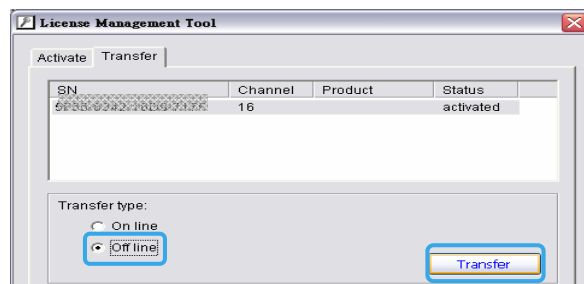 License Management Tool
Activate Transfer
SN Channel Product Status
16 activated
Transfer type:
On line
Off line
Transfer